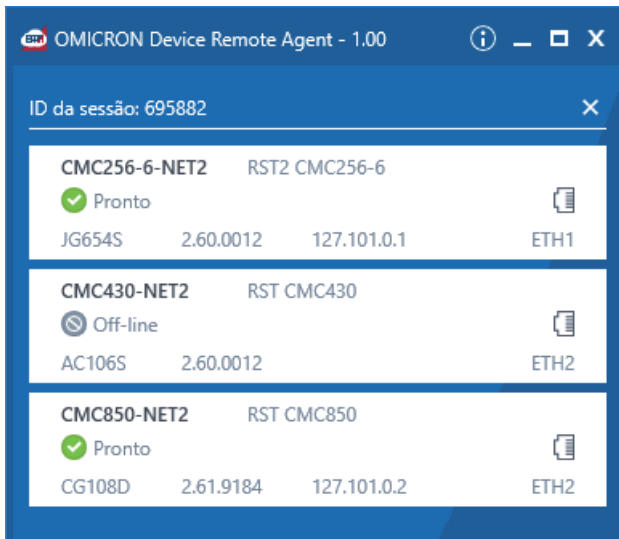 OMICRON Device Remote Agent - 1.00
ID da sessão: 695882
CMC256-6-NET2 RST2 CMC256-6
Pronto
JG654S 2.60.0012 127.101.0.1 ETH1
CMC430-NET2 RST CMC430
Off-line
AC106S 2.60.0012 ETH2
CMC850-NET2 RST CMC850
Pronto
CG108D 2.61.9184 127.101.0.2 ETH2